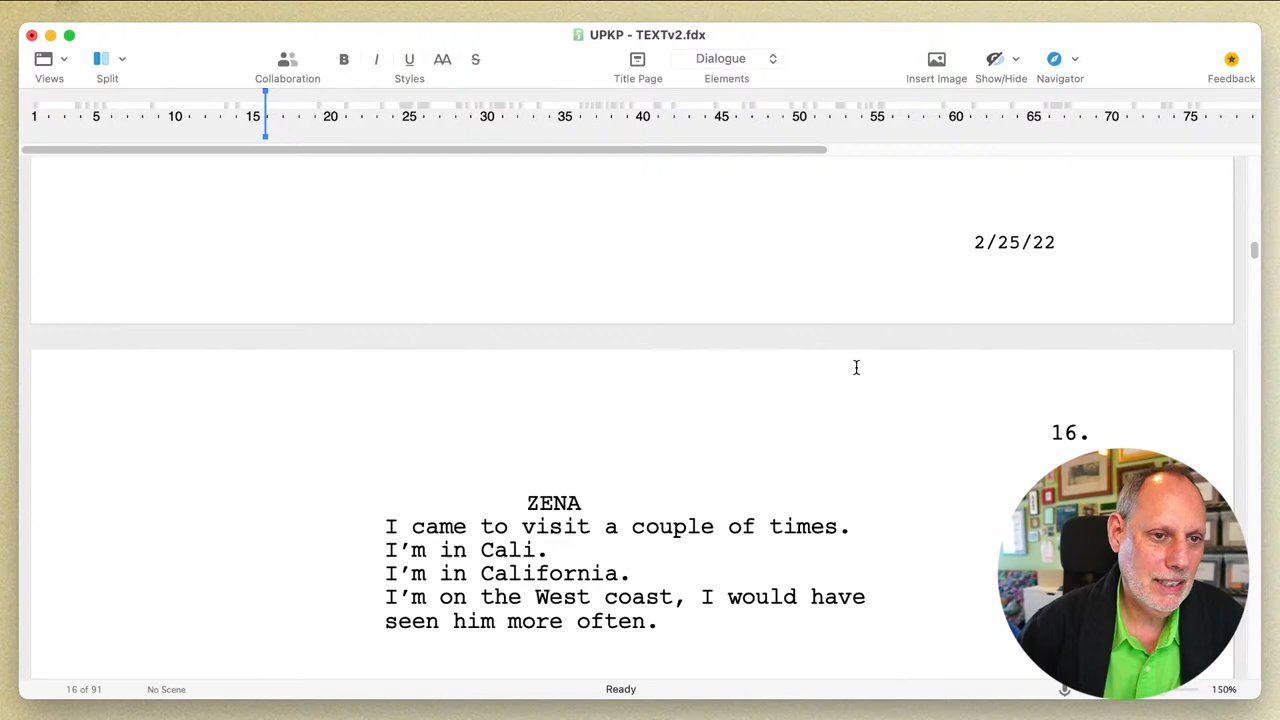 UPKP - TEXTv2.fdx
Views
Split
Collaboration
B I U AA S
Styles
Title Page
Dialogue
Elements
Insert Image
Show/Hide
Navigator
Feedback
1 5 10 15 20 25 30 35 40 45 50 55 60 65 70 75
2/25/22
16.
ZENA
I came to visit a couple of times.
I’m in Cali.
I’m in California.
I’m on the West coast, I would have
seen him more often.
16 of 91
No Scene
Ready
150%